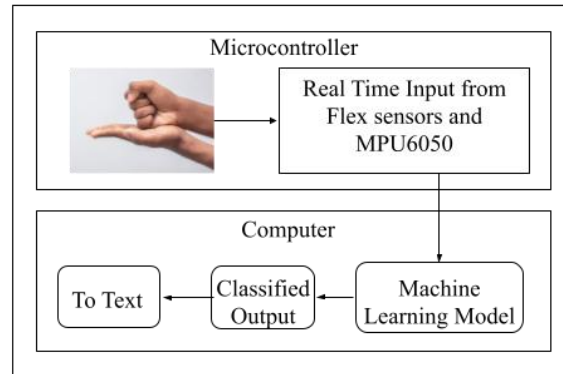 Microcontroller
Real Time Input from
Flex sensors and
MPU6050
Computer
To Text
Classified
Output
Machine
Learning Model